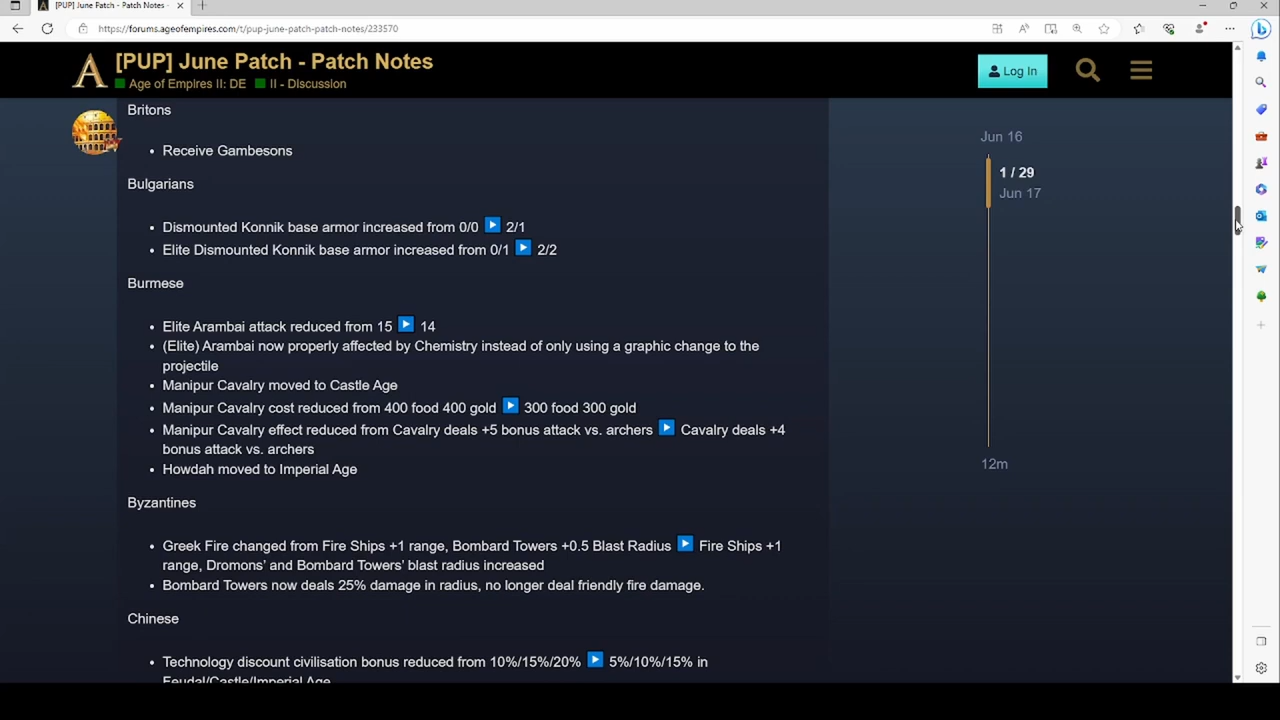 [PUP] June Patch - Patch Notes
https://forums.ageofempires.com/t/pup-june-patch-patch-notes/233570
[PUP] June Patch - Patch Notes
Age of Empires II: DE II - Discussion
Log In
Britons
Receive Gambesons
Bulgarians
Dismounted Konnik base armor increased from 0/0 ▶ 2/1
Elite Dismounted Konnik base armor increased from 0/1 ▶ 2/2
Burmese
Elite Arambai attack reduced from 15 ▶ 14
(Elite) Arambai now properly affected by Chemistry instead of only using a graphic change to the
projectile
Manipur Cavalry moved to Castle Age
Manipur Cavalry cost reduced from 400 food 400 gold ▶ 300 food 300 gold
Manipur Cavalry effect reduced from Cavalry deals +5 bonus attack vs. archers ▶ Cavalry deals +4
bonus attack vs. archers
Howdah moved to Imperial Age
Byzantines
Greek Fire changed from Fire Ships +1 range, Bombard Towers +0.5 Blast Radius ▶ Fire Ships +1
range, Dromons' and Bombard Towers' blast radius increased
Bombard Towers now deals 25% damage in radius, no longer deal friendly fire damage.
Chinese
Technology discount civilisation bonus reduced from 10%/15%/20% ▶ 5%/10%/15% in
Feudal/Castle/Imperial Age
Jun 16
1 / 29
Jun 17
12m